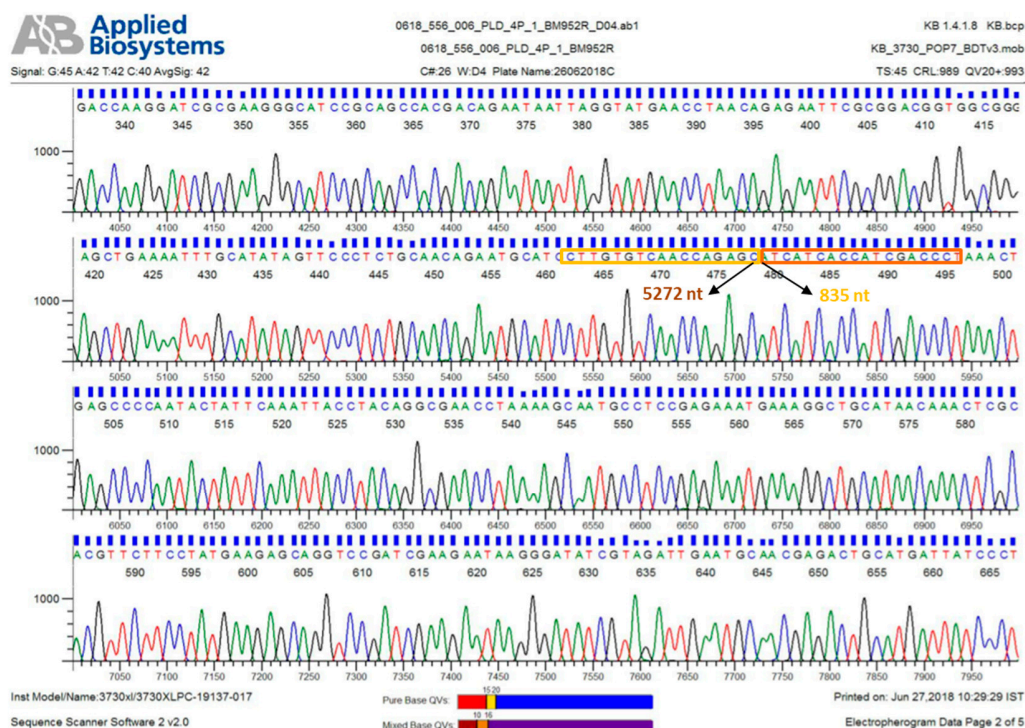 AB Applied Biosystems
0618_556_006_PLD_4P_1_BM952R_D04.ab1
KB 1.4.1.8 KB.bcp
0618_556_006_PLD_4P_1_BM952R
KB_3730_POP7_BDTv3.mob
Signal: G:45 A:42 T:42 C:40 AvgSig: 42
C#:26 W:D4 Plate Name:26062018C
TS:45 CRL:989 QV20+:993
GACCAAGGATCGCGAAGGGCATCCGCAGCCACGACAGAATAATTAGGTATGAACCTAACAGAGAATTCGCGGACGGTGGCGGG
340 345 350 355 360 365 370 375 380 385 390 395 400 405 410 415
1000
4050 4100 4150 4200 4250 4300 4350 4400 4450 4500 4550 4600 4650 4700 4750 4800 4850 4900 4950
AGCTGAAAATTTGCATATAGTTCCCTCTGCAACAGAATGCATCCTTGTGTCAACCAGAGCATCATCACCATCGACCCTAAACT
420 425 430 435 440 445 450 455 460 465 470 475 480 485 490 495 500
5272 nt
835 nt
1000
5050 5100 5150 5200 5250 5300 5350 5400 5450 5500 5550 5600 5650 5700 5750 5800 5850 5900 5950
GAGCCCCAATACTATTCAAATTACCTACAGGCGAACCTAAAAGCAATGCCTCCGAGAAATGAAAGGCTGCATAACAAACTCGC
505 510 515 520 525 530 535 540 545 550 555 560 565 570 575 580
1000
6050 6100 6150 6200 6250 6300 6350 6400 6450 6500 6550 6600 6650 6700 6750 6800 6850 6900 6950
ACGTTCTTCCTATGAAGAGCAGGTCCGATCGAAGAATAAGGGATATCGTAGATTGAATGCAACGAGACTGCATGATTATCCCT
590 595 600 605 610 615 620 625 630 635 640 645 650 655 660 665
1000
7050 7100 7150 7200 7250 7300 7350 7400 7450 7500 7550 7600 7650 7700 7750 7800 7850 7900 7950
Inst Model/Name:3730xl/3730XLPC-19137-017
15 20
Pure Base QVs:
Printed on: Jun 27,2018 10:29:29 IST
10 16
Sequence Scanner Software 2 v2.0
Mixed Base QVs:
Electropherogram Data Page 2 of 5